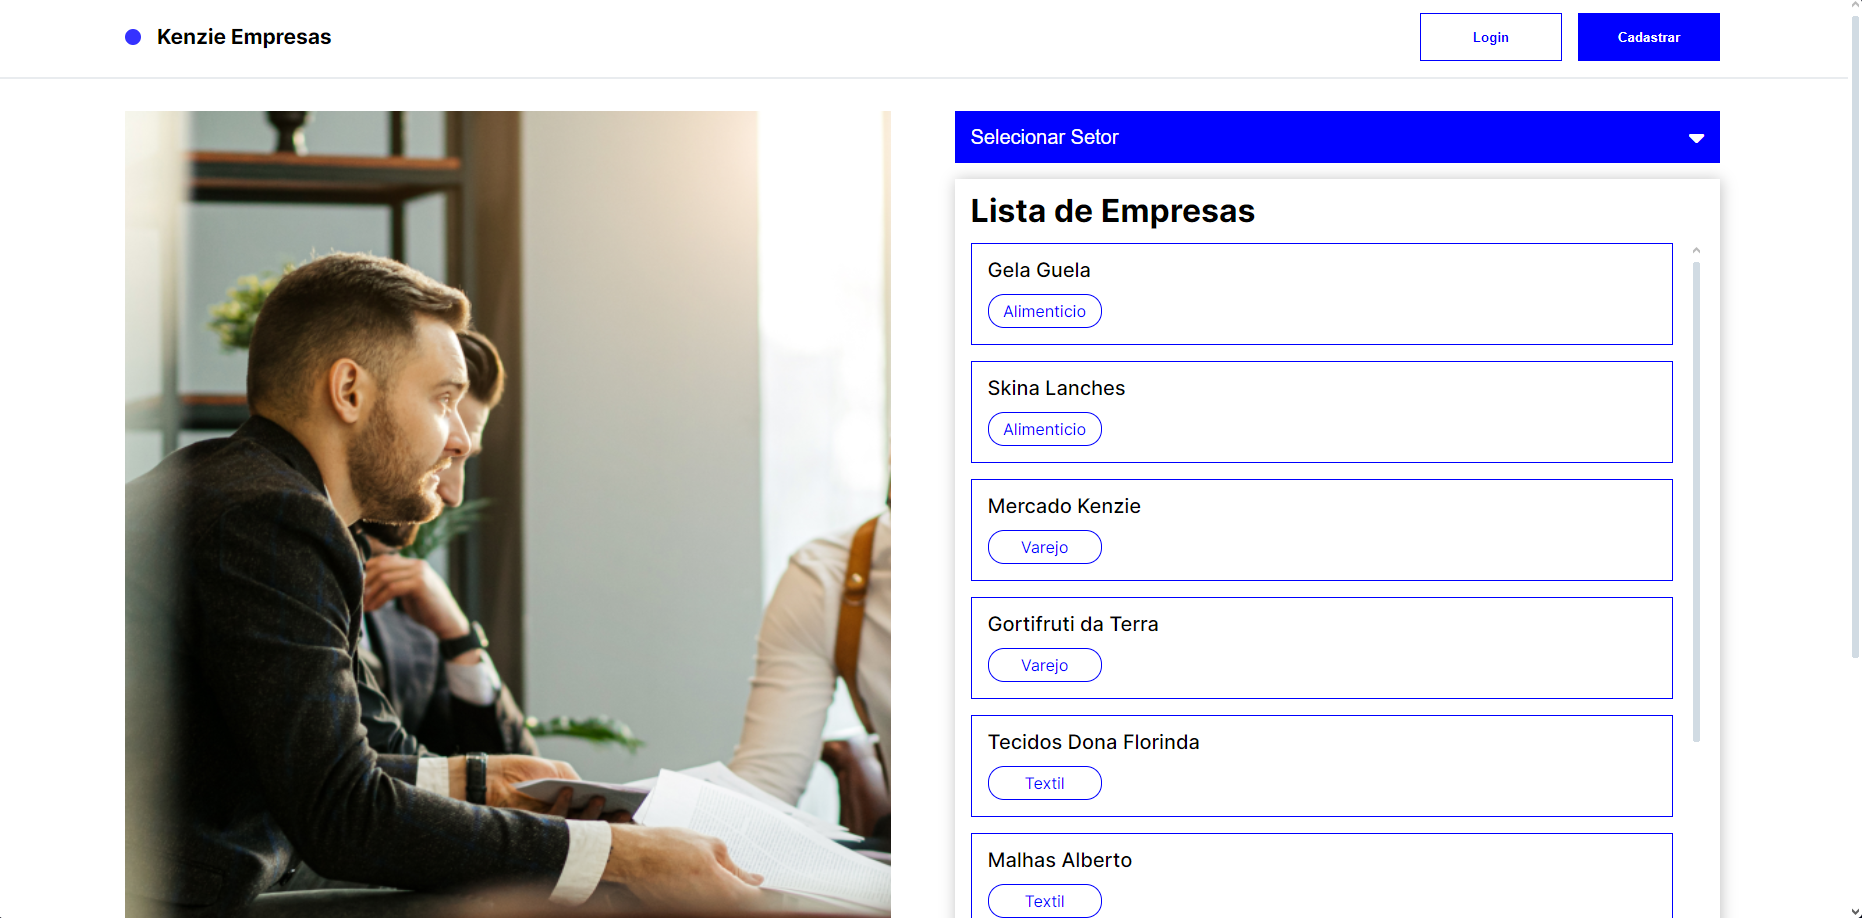 Kenzie Empresas
Login
Cadastrar
Selecionar Setor
Lista de Empresas
Gela Guela
Alimenticio
Skina Lanches
Alimenticio
Mercado Kenzie
Varejo
Gortifruti da Terra
Varejo
Tecidos Dona Florinda
Textil
Malhas Alberto
Textil